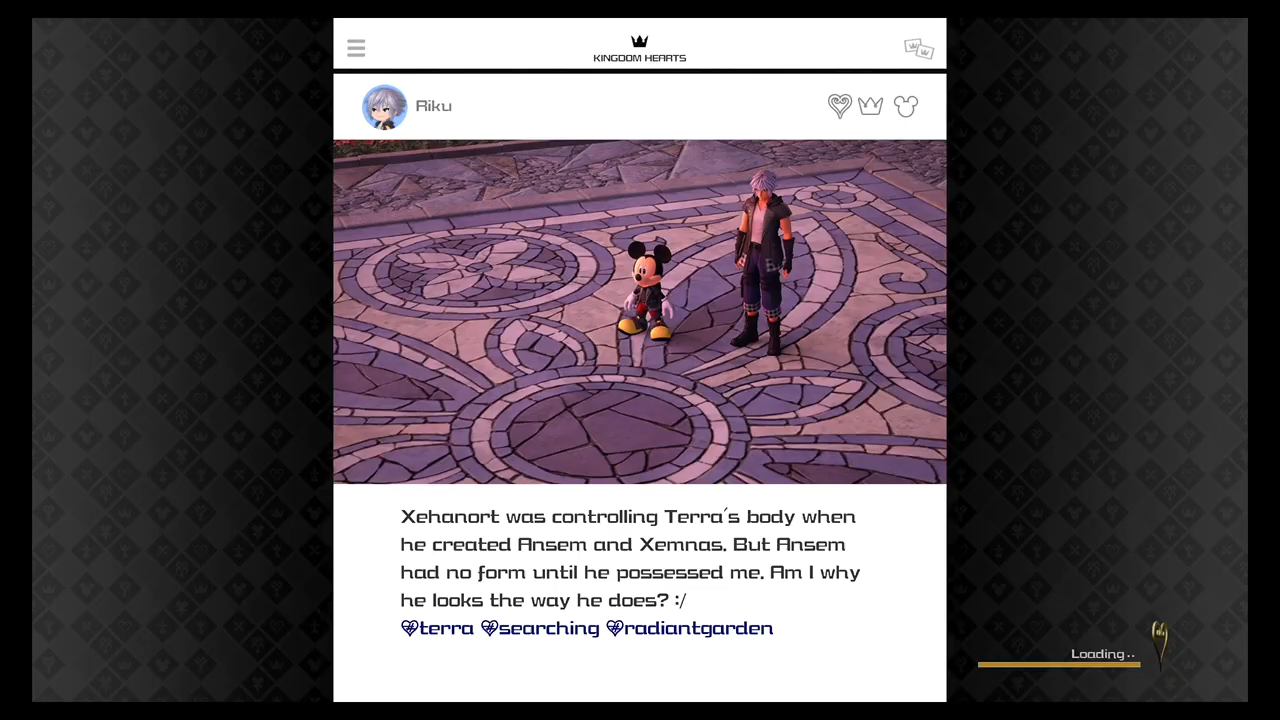 KINGDOM HEARTS
Riku
Xehanort was controlling Terra's body when
he created Ansem and Xemnas. But Ansem
had no form until he possessed me. Am I why
he looks the way he does? :/
#terra #searching #radiantgarden
Loading..